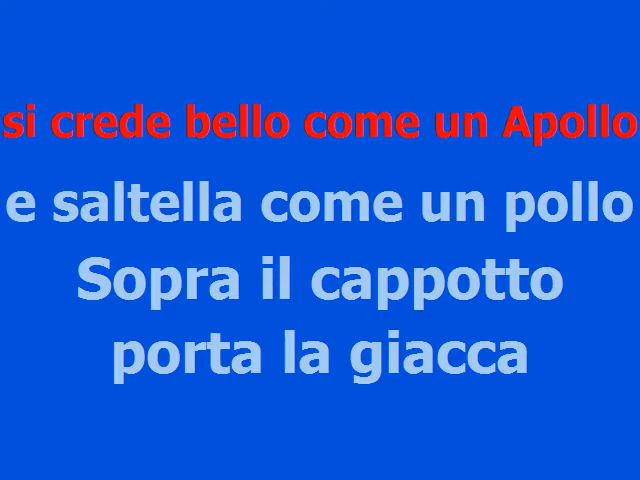 si crede bello come un Apollo
e saltella come un pollo
Sopra il cappotto
porta la giacca